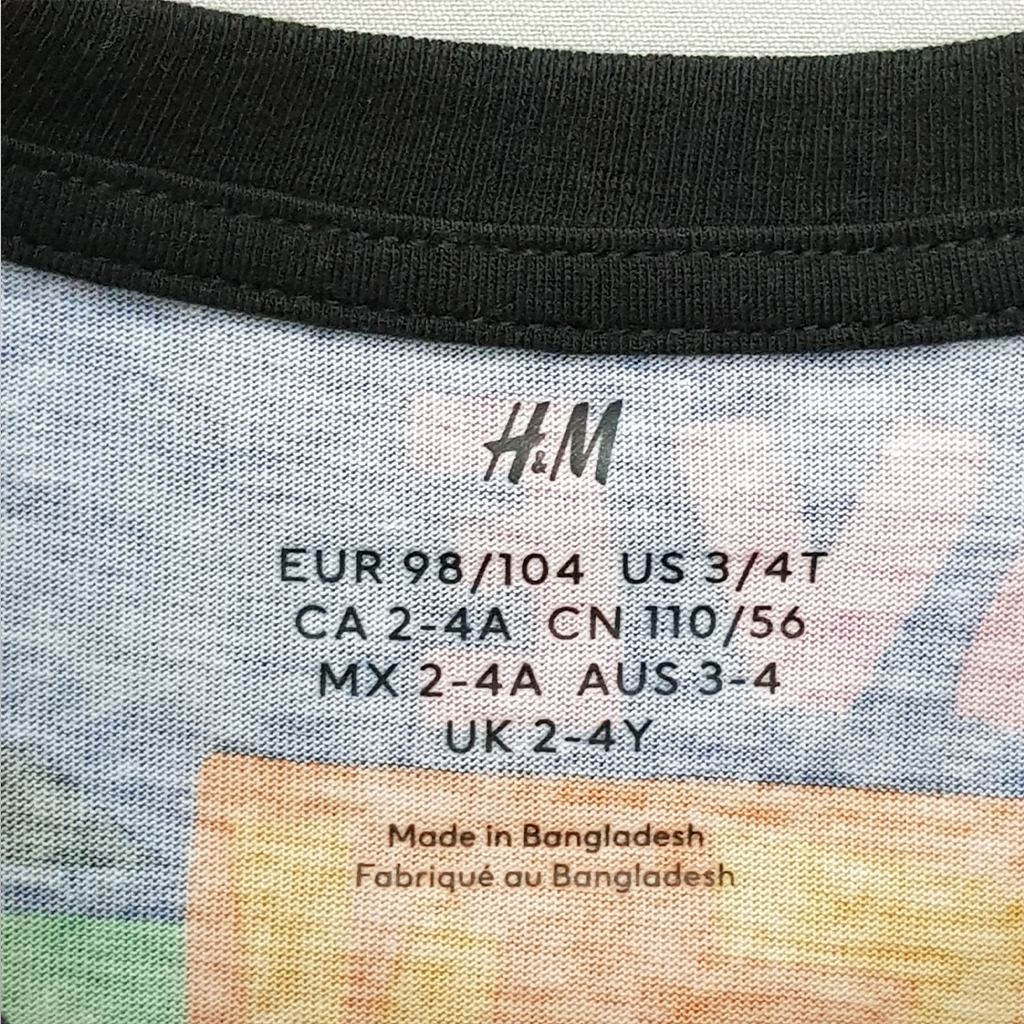 H&M
EUR 98/104 US 3/4T
CA 2-4A CN 110/56
MX 2-4A AUS 3-4
UK 2-4Y
Made in Bangladesh
Fabriqué au Bangladesh